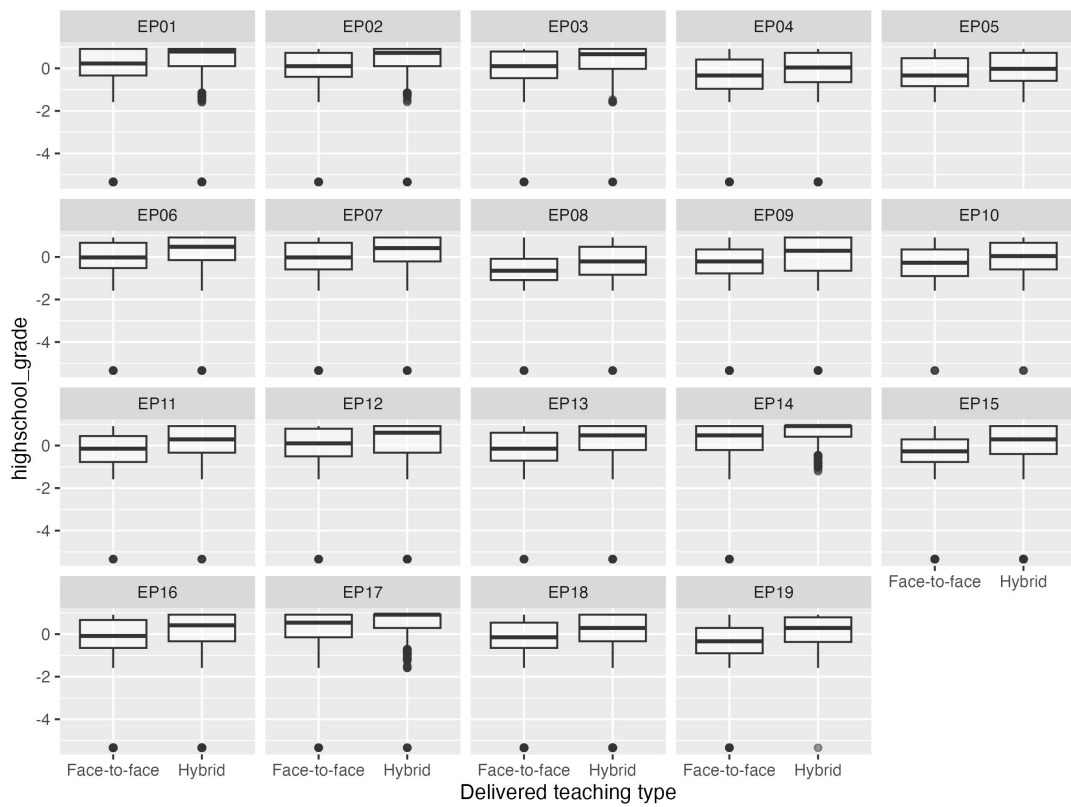 EP01 EP02 EP03 EP04 EP05
0
-2
-4
EP06 EP07 EP08 EP09 EP10
0
-2
-4
highschool_grade
EP11 EP12 EP13 EP14 EP15
0
-2
-4
Face-to-face Hybrid
EP16 EP17 EP18 EP19
0
-2
-4
Face-to-face Hybrid Face-to-face Hybrid Face-to-face Hybrid Face-to-face Hybrid
Delivered teaching type